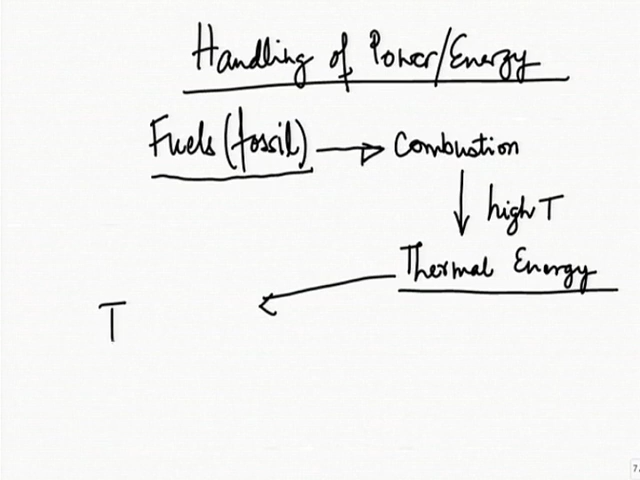 Handling of Power/Energy
Fuels (fossil) → Combustion
high T
Thermal Energy
T